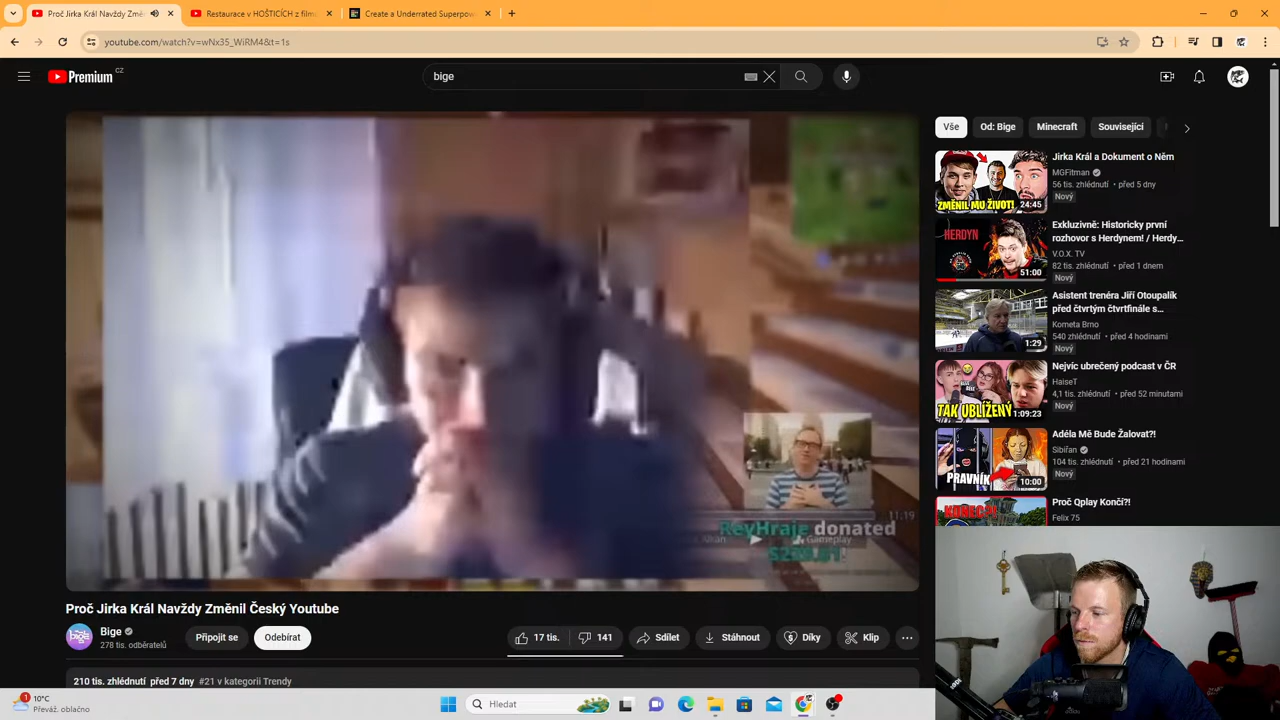 Proč Jirka Král Navždy Změ
Restaurace v HOŠTICÍCH z film
Create a Underrated Superpow
youtube.com/watch?v=wNx35_WiRM4&t=1s
Premium CZ
bige
Vše
Od: Bige
Minecraft
Související
ZMĚNIL MU ŽIVOT!
24:45
Jirka Král a Dokument o Něm
MGFitman
56 tis. zhlédnutí • před 5 dny
Nový
HERDYN
51:00
Exkluzivně: Historicky první
rozhovor s Herdynem! / Herdy...
V.O.X. TV
82 tis. zhlédnutí • před 1 dnem
Nový
1:29
Asistent trenéra Jiří Otoupalík
před čtvrtým čtvrtfinále s...
Kometa Brno
540 zhlédnutí • před 4 hodinami
Nový
TAK UBLÍŽENÝ
1:09:23
Nejvíc ubrečený podcast v ČR
HaiseT
4,1 tis. zhlédnutí • před 52 minutami
Nový
PRÁVNÍK
10:00
Adéla Mě Bude Žalovat?!
Sibiřan
104 tis. zhlédnutí • před 21 hodinami
Nový
KONEC?!
Proč Qplay Končí?!
Felix 75
11:19
ReyHraje donated
Gameplay
Proč Jirka Král Navždy Změnil Český Youtube
Bige
278 tis. odběratelů
Připojit se
Odebírat
17 tis.
141
Sdílet
Stáhnout
Díky
Klip
210 tis. zhlédnutí před 7 dny #21 v kategorii Trendy
1
10°C
Převáž. oblačno
Hledat